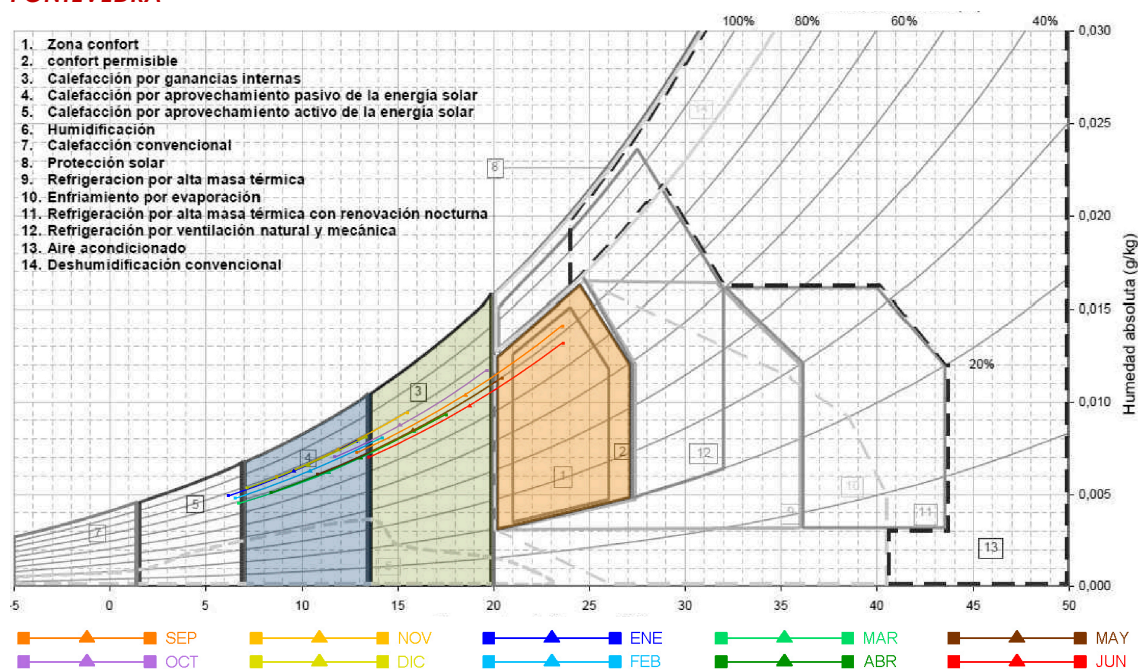 PONTEVEDRA
100% 80% 60% 40%
1. Zona confort
2. confort permisible
3. Calefacción por ganancias internas
4. Calefacción por aprovechamiento pasivo de la energía solar
5. Calefacción por aprovechamiento activo de la energía solar
6. Humidificación
7. Calefacción convencional
8. Protección solar
9. Refrigeracion por alta masa térmica
10. Enfriamiento por evaporación
11. Refrigeración por alta masa térmica con renovación nocturna
12. Refrigeración por ventilación natural y mecánica
13. Aire acondicionado
14. Deshumidificación convencional
0,030
0,025
0,020
0,015
0,010
0,005
0,000
Humedad absoluta (g/kg)
20%
3
4
5
7
1
2
12
9
10
11
13
-5 0 5 10 15 20 25 30 35 40 45 50
SEP NOV ENE MAR MAY
OCT DIC FEB ABR JUN